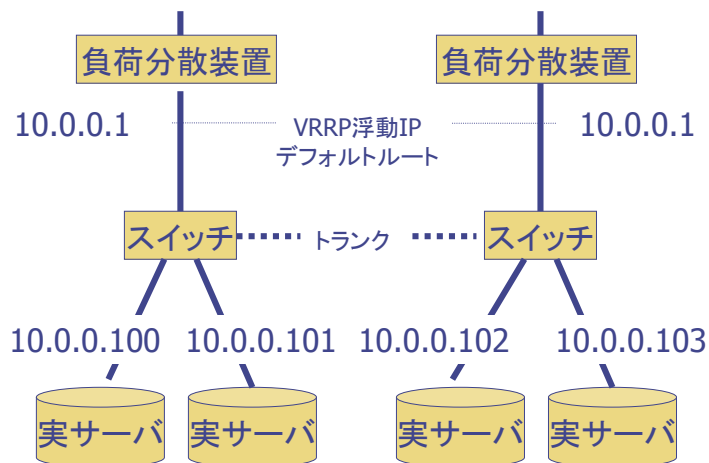 負荷分散装置
負荷分散装置
10.0.0.1
VRRP浮動IP
10.0.0.1
デフォルトルート
スイッチ
トランク
スイッチ
10.0.0.100
10.0.0.101
10.0.0.102
10.0.0.103
実サーバ
実サーバ
実サーバ
実サーバ